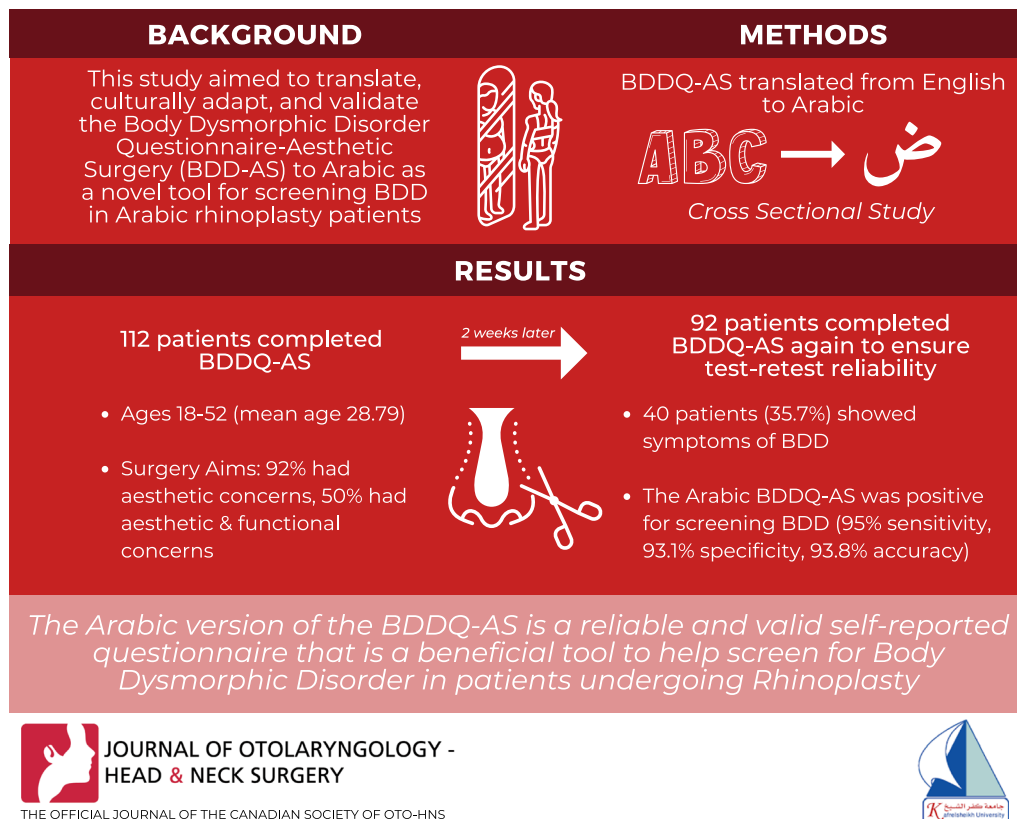 BACKGROUND
This study aimed to translate,
culturally adapt, and validate
the Body Dysmorphic Disorder
Questionnaire-Aesthetic
Surgery (BDD-AS) to Arabic as
a novel tool for screening BDD
in Arabic rhinoplasty patients
METHODS
BDDQ-AS translated from English
to Arabic
ABC
ض
Cross Sectional Study
RESULTS
112 patients completed
BDDQ-AS
• Ages 18-52 (mean age 28.79)
• Surgery Aims: 92% had
aesthetic concerns, 50% had
aesthetic & functional
concerns
2 weeks later
92 patients completed
BDDQ-AS again to ensure
test-retest reliability
• 40 patients (35.7%) showed
symptoms of BDD
• The Arabic BDDQ-AS was positive
for screening BDD (95% sensitivity,
93.1% specificity, 93.8% accuracy)
The Arabic version of the BDDQ-AS is a reliable and valid self-reported
questionnaire that is a beneficial tool to help screen for Body
Dysmorphic Disorder in patients undergoing Rhinoplasty
JOURNAL OF OTOLARYNGOLOGY -
HEAD & NECK SURGERY
THE OFFICIAL JOURNAL OF THE CANADIAN SOCIETY OF OTO-HNS
جامعة كفر الشيخ
Kafrelsheikh University